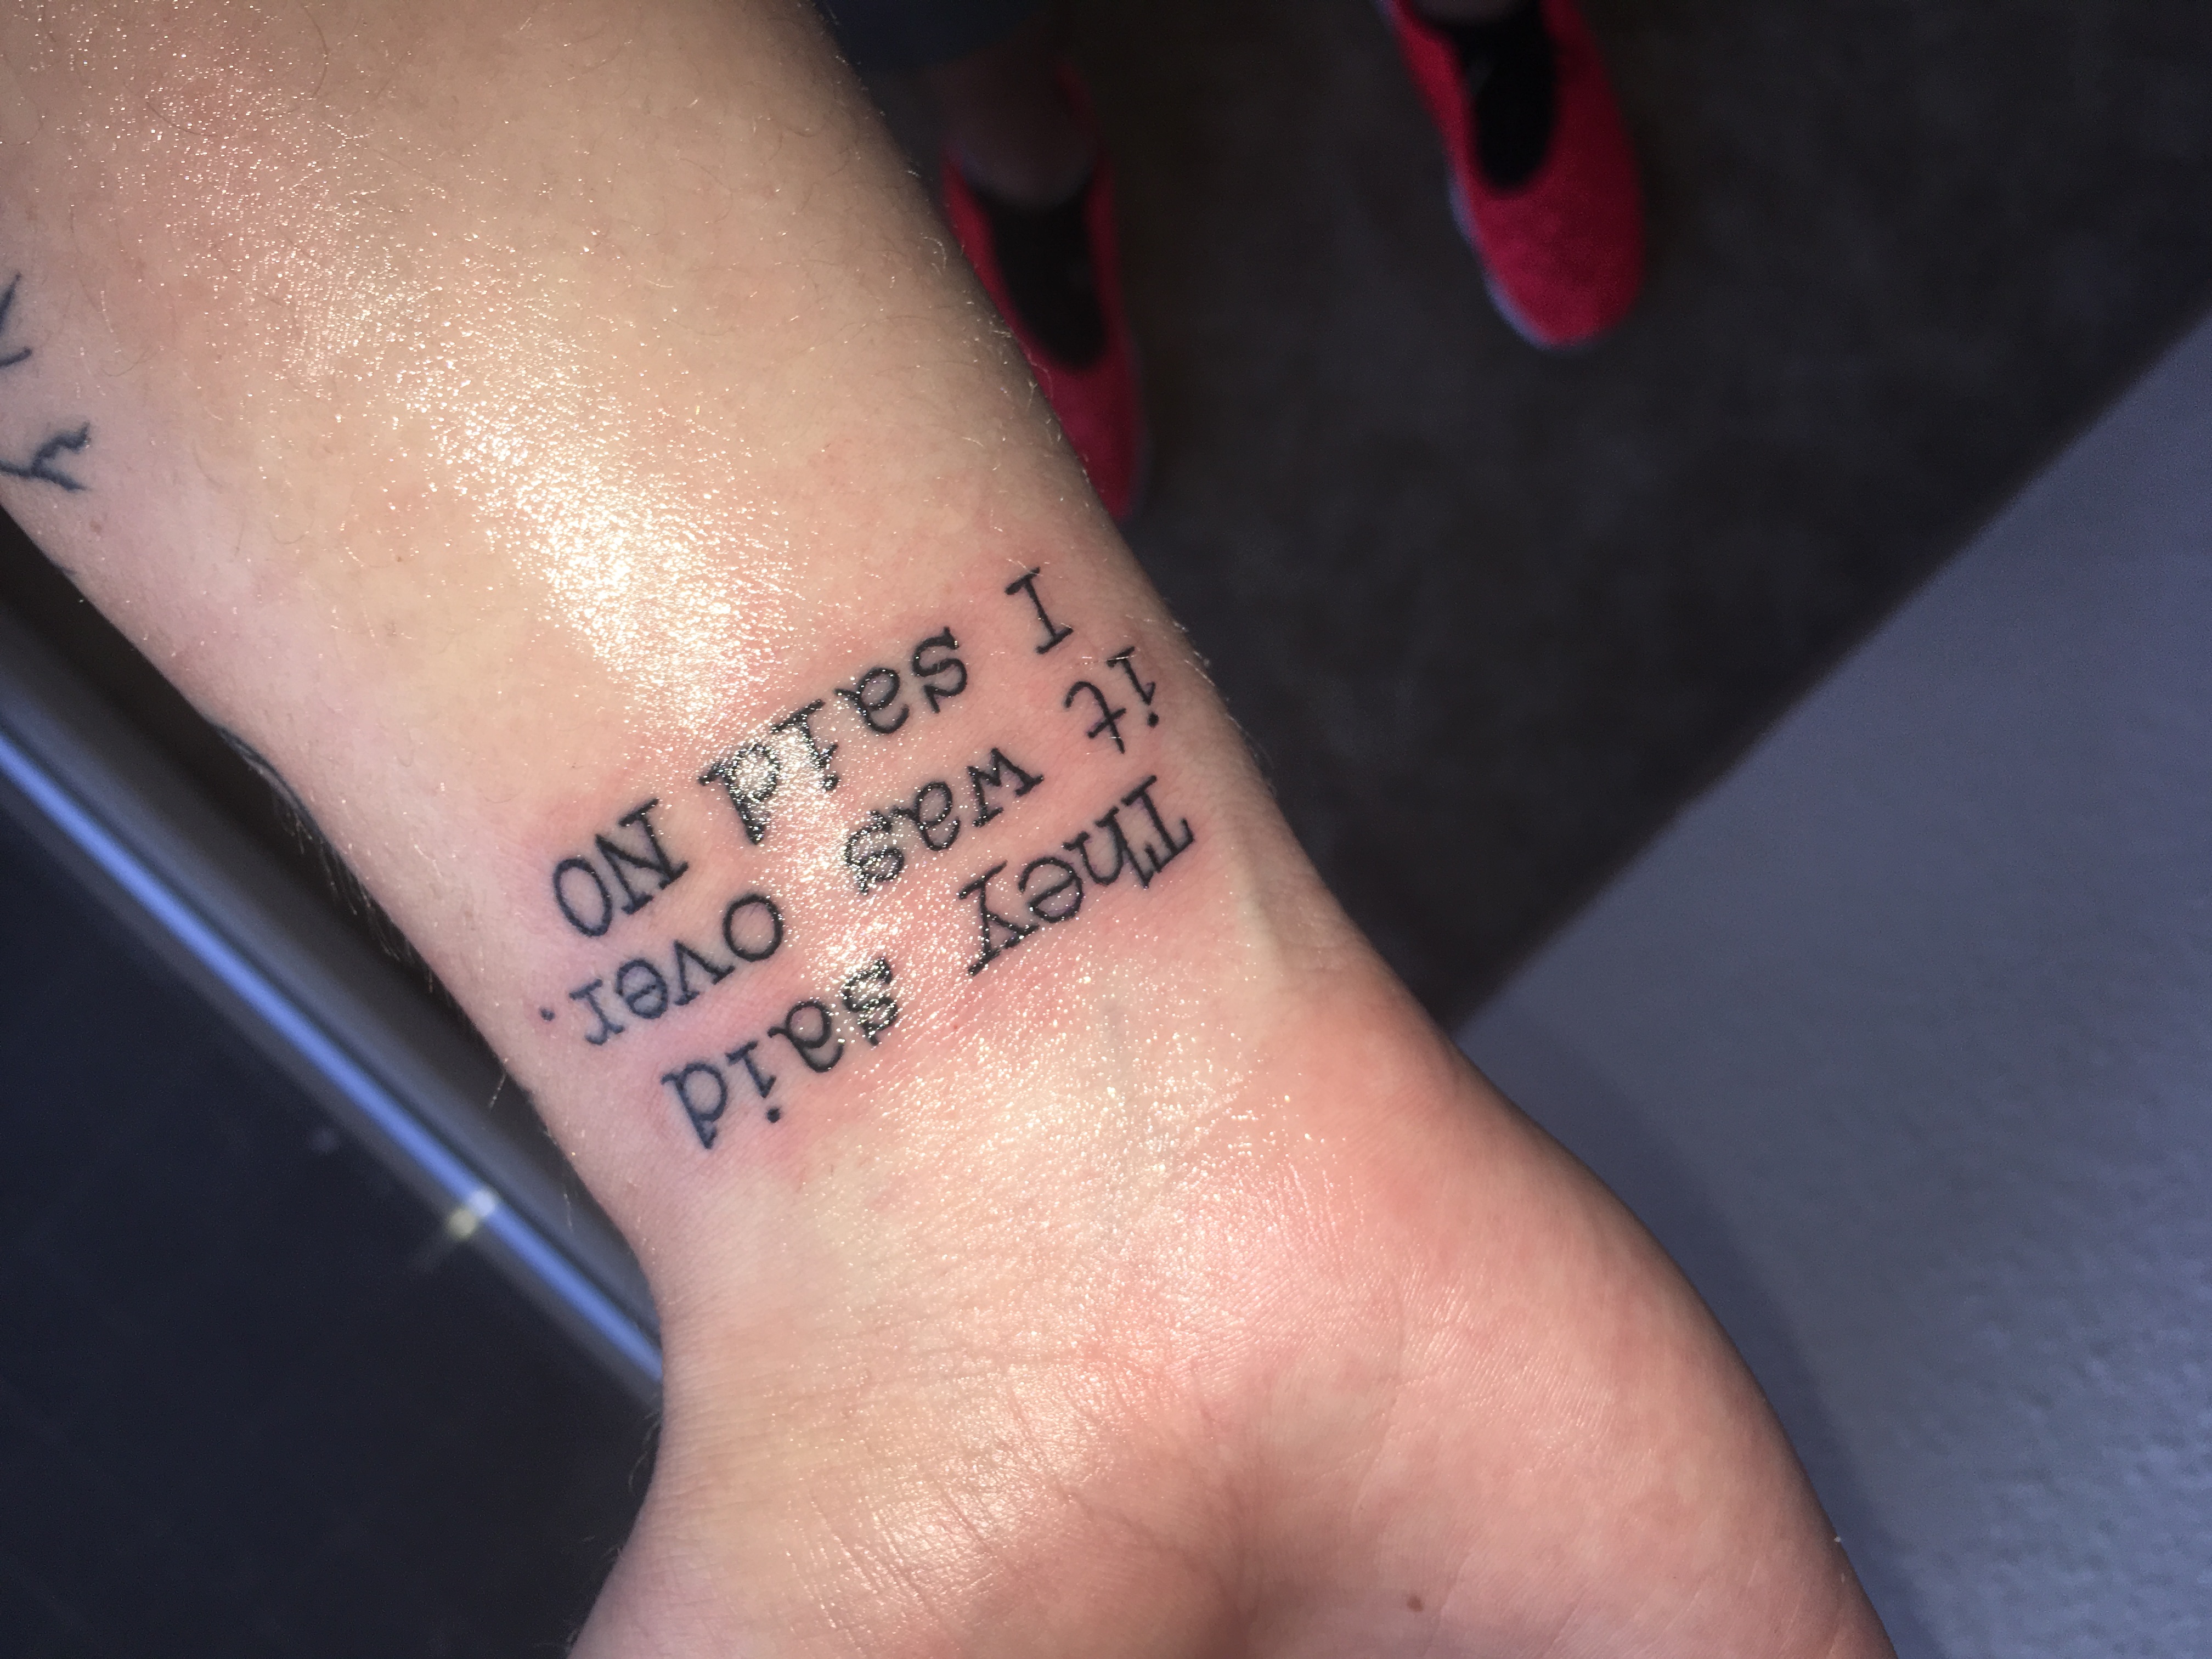 They said
it was over.
I said NO